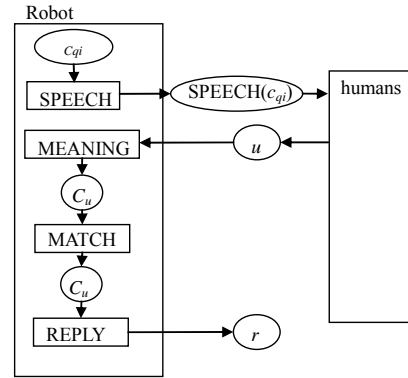 Robot
c_qi
SPEECH
SPEECH(c_qi)
humans
MEANING
u
C_u
MATCH
C_u
REPLY
r